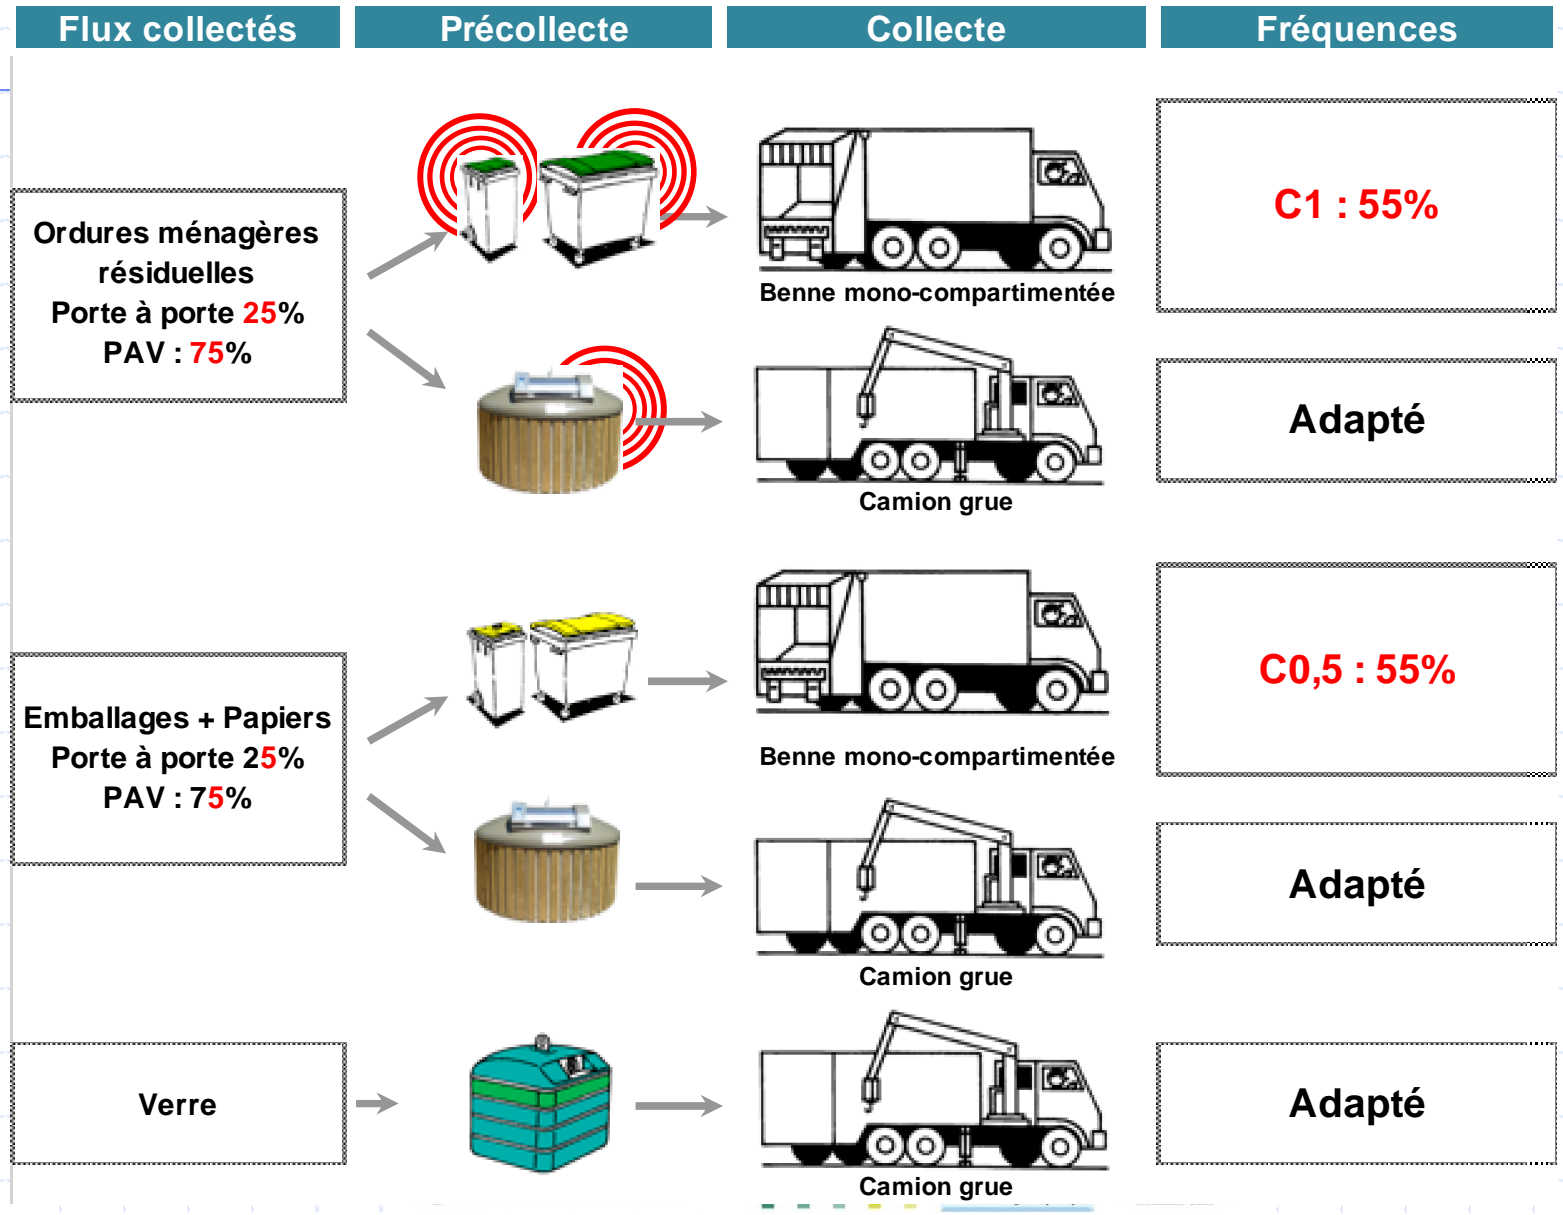 Flux collectés
Précollecte
Collecte
Fréquences
Ordures ménagères
résiduelles
Porte à porte 25%
PAV : 75%
Benne mono-compartimentée
C1 : 55%
Camion grue
Adapté
Emballages + Papiers
Porte à porte 25%
PAV : 75%
Benne mono-compartimentée
C0,5 : 55%
Camion grue
Adapté
Verre
Camion grue
Adapté